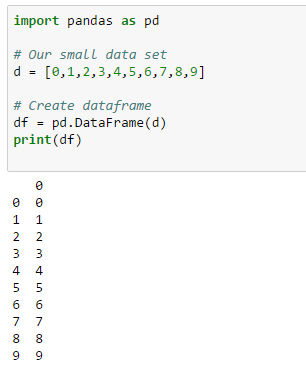 import pandas as pd
# Our small data set
d = [0,1,2,3,4,5,6,7,8,9]
# Create dataframe
df = pd.DataFrame(d)
print(df)
0
0 0
1 1
2 2
3 3
4 4
5 5
6 6
7 7
8 8
9 9